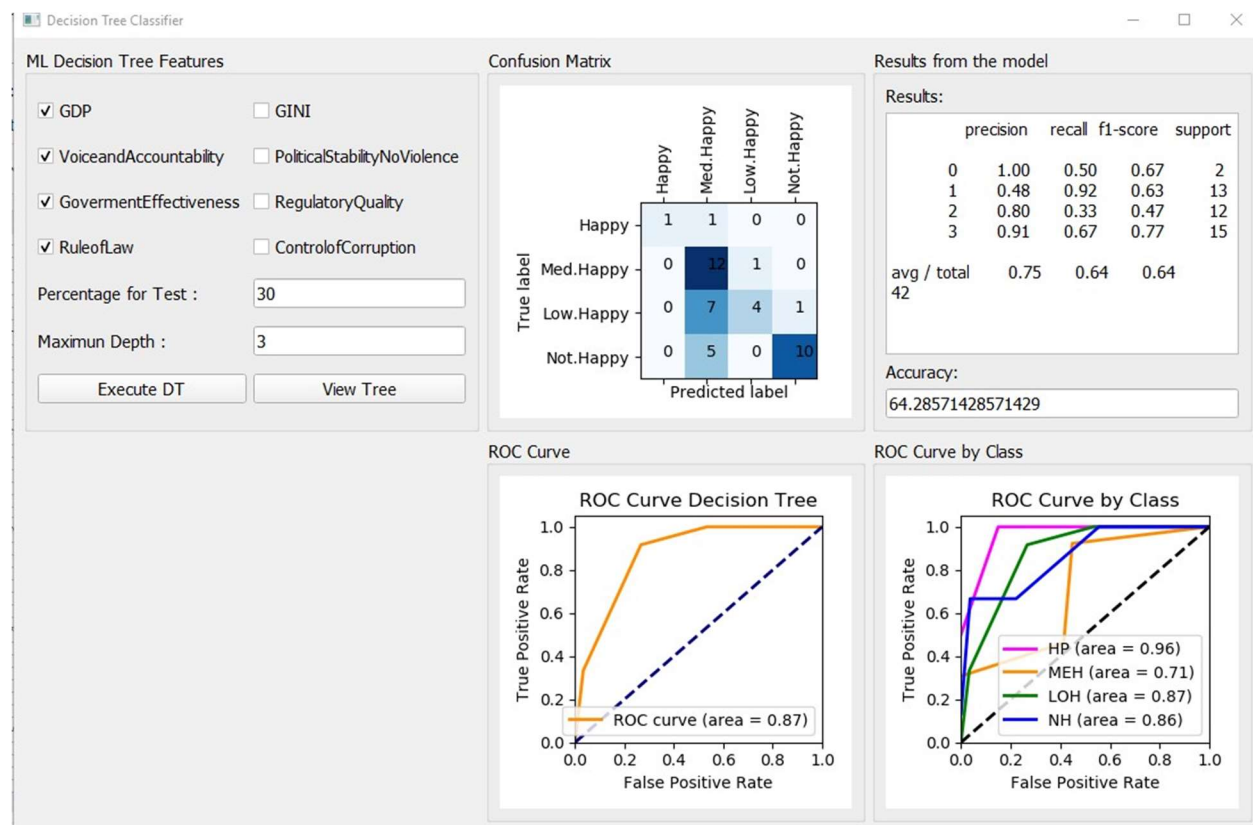 Decision Tree Classifier
ML Decision Tree Features
GDP
GINI
VoiceandAccountability
PoliticalStabilityNoViolence
GovermentEffectiveness
RegulatoryQuality
RuleofLaw
ControlofCorruption
Percentage for Test :
30
Maximun Depth :
3
Execute DT
View Tree
Confusion Matrix
Happy
Med.Happy
Low.Happy
Not.Happy
True label
Happy 1 1 0 0
Med.Happy 0 12 1 0
Low.Happy 0 7 4 1
Not.Happy 0 5 0 10
Predicted label
Results from the model
Results:
precision recall f1-score support
0 1.00 0.50 0.67 2
1 0.48 0.92 0.63 13
2 0.80 0.33 0.47 12
3 0.91 0.67 0.77 15
avg / total 0.75 0.64 0.64
42
Accuracy:
64.28571428571429
ROC Curve
ROC Curve Decision Tree
True Positive Rate
1.0
0.8
0.6
0.4
0.2
0.0
ROC curve (area = 0.87)
0.0 0.2 0.4 0.6 0.8 1.0
False Positive Rate
ROC Curve by Class
ROC Curve by Class
True Positive Rate
1.0
0.8
0.6
0.4
0.2
0.0
HP (area = 0.96)
MEH (area = 0.71)
LOH (area = 0.87)
NH (area = 0.86)
0.0 0.2 0.4 0.6 0.8 1.0
False Positive Rate